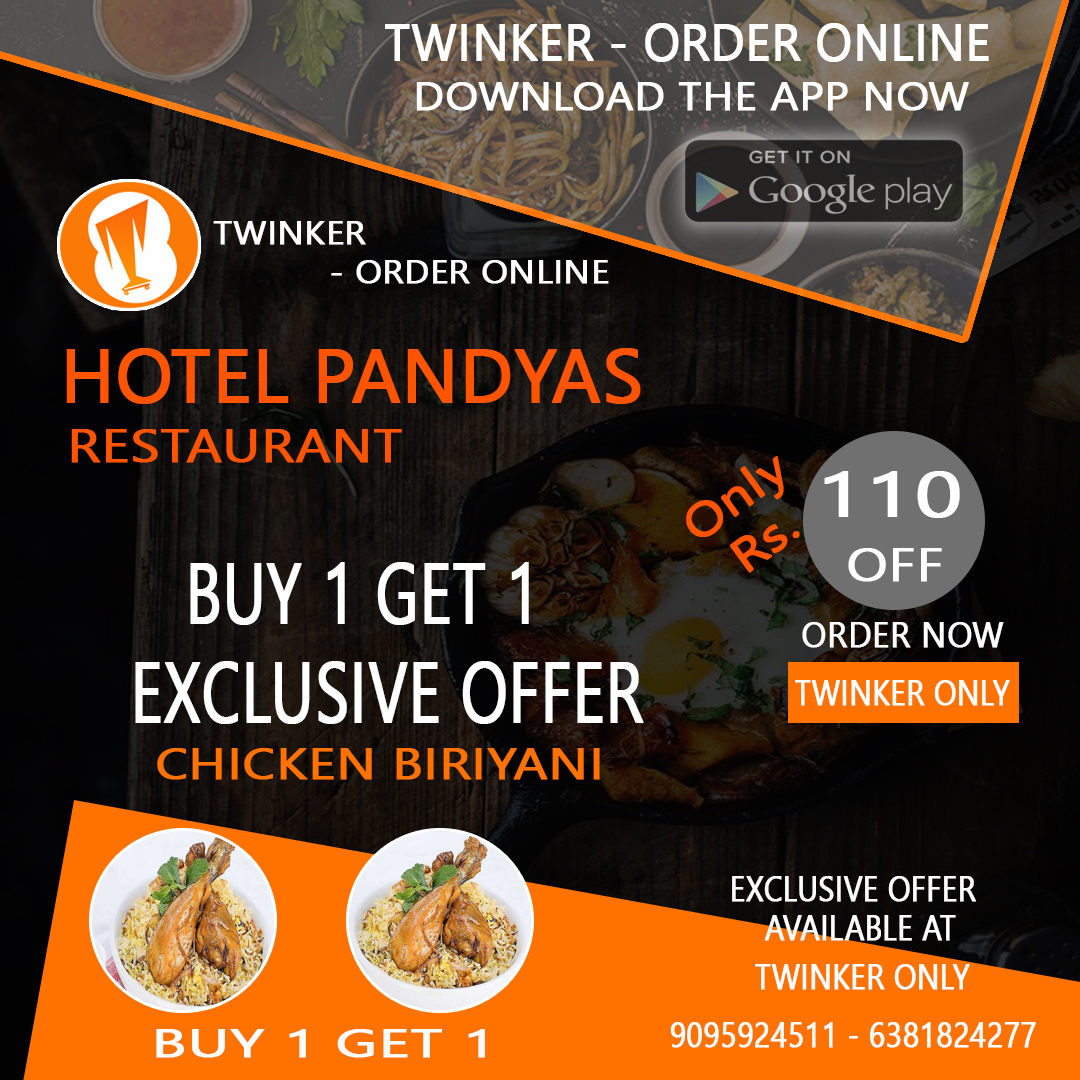 TWINKER - ORDER ONLINE
DOWNLOAD THE APP NOW
GET IT ON
Google play
TWINKER
- ORDER ONLINE
HOTEL PANDYAS
RESTAURANT
Only
Rs.
110
OFF
BUY 1 GET 1
EXCLUSIVE OFFER
CHICKEN BIRIYANI
ORDER NOW
TWINKER ONLY
EXCLUSIVE OFFER
AVAILABLE AT
TWINKER ONLY
9095924511 - 6381824277
BUY 1 GET 1